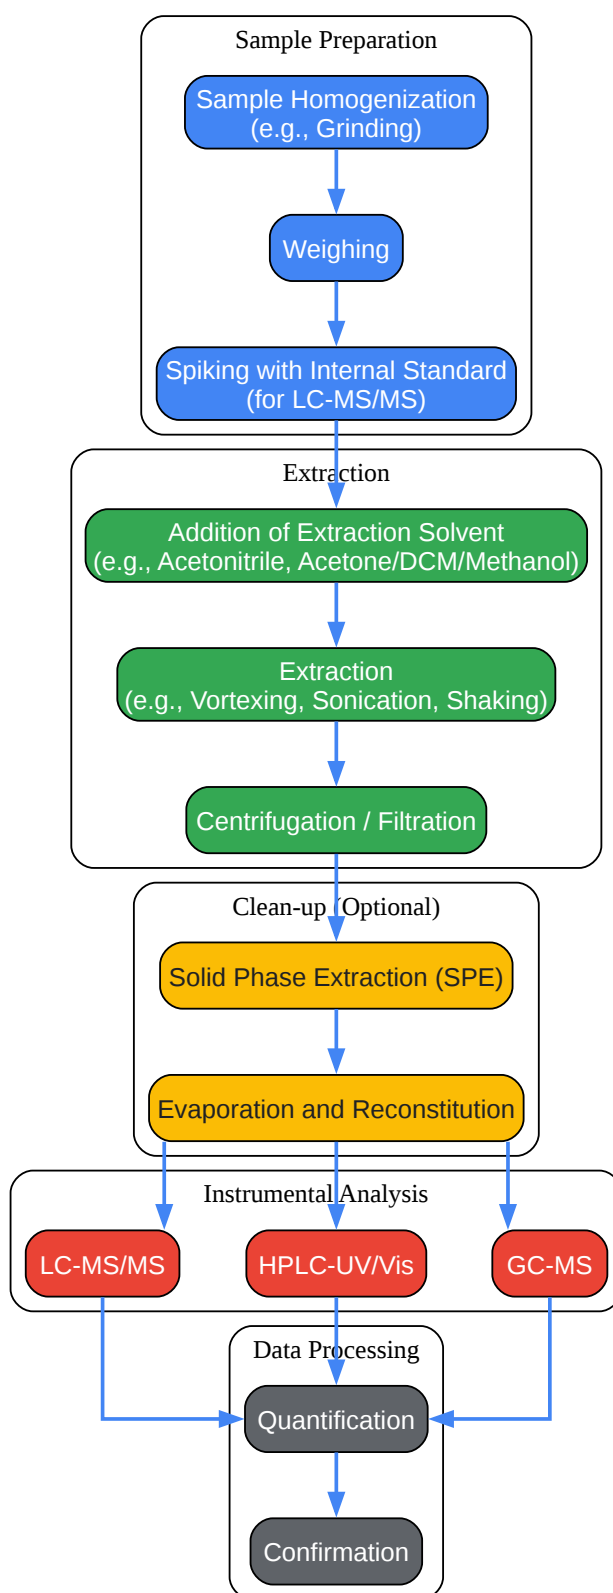 Sample Preparation
Sample Homogenization
(e.g., Grinding)
Weighing
Spiking with Internal Standard
(for LC-MS/MS)
Extraction
Addition of Extraction Solvent
(e.g., Acetonitrile, Acetone/DCM/Methanol)
Extraction
(e.g., Vortexing, Sonication, Shaking)
Centrifugation / Filtration
Clean-up (Optional)
Solid Phase Extraction (SPE)
Evaporation and Reconstitution
Instrumental Analysis
LC-MS/MS
HPLC-UV/Vis
GC-MS
Data Processing
Quantification
Confirmation